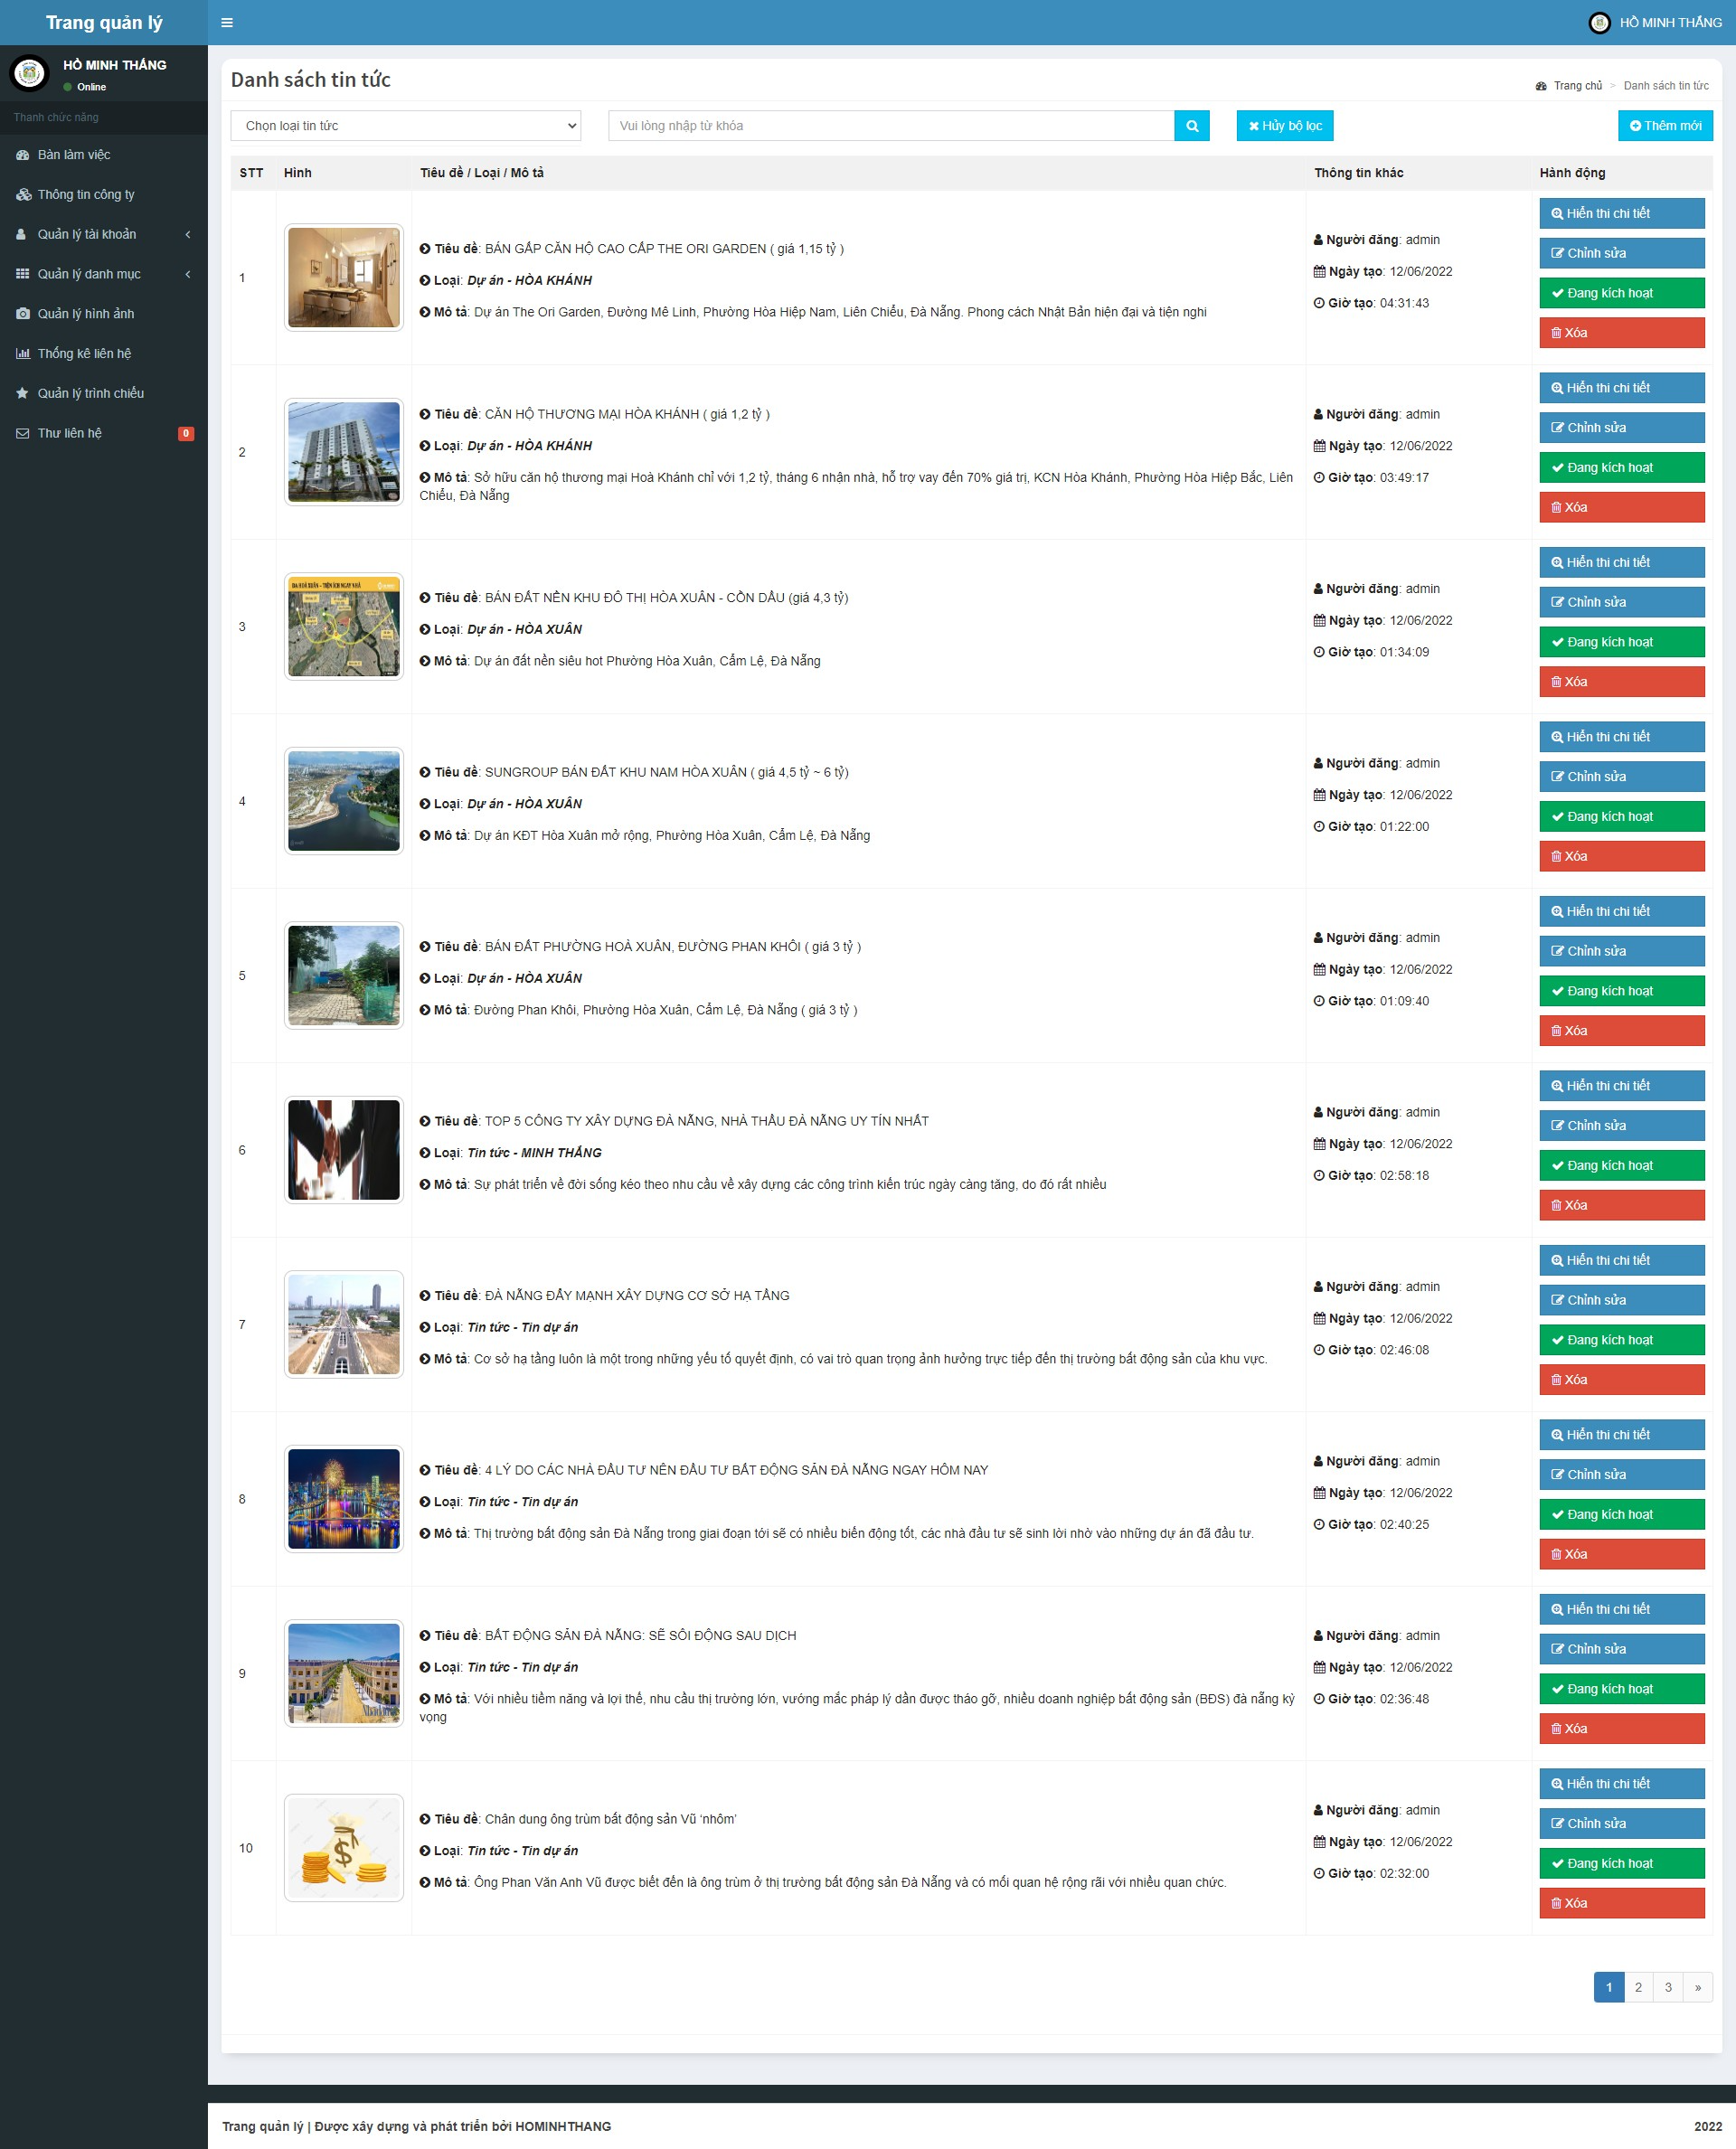 Trang quản lý
HỒ MINH THẮNG
HỒ MINH THẮNG
Online
Thanh chức năng
Bàn làm việc
Thông tin công ty
Quản lý tài khoản
Quản lý danh mục
Quản lý hình ảnh
Thống kê liên hệ
Quản lý trình chiếu
Thư liên hệ 0
Danh sách tin tức
Trang chủ > Danh sách tin tức
Chọn loại tin tức
Vui lòng nhập từ khóa
Hủy bộ lọc
Thêm mới
STT Hình Tiêu đề / Loại / Mô tả Thông tin khác Hành động
1
Tiêu đề: BÁN GẤP CĂN HỘ CAO CẤP THE ORI GARDEN ( giá 1,15 tỷ )
Loại: Dự án - HÒA KHÁNH
Mô tả: Dự án The Ori Garden, Đường Mê Linh, Phường Hòa Hiệp Nam, Liên Chiểu, Đà Nẵng. Phong cách Nhật Bản hiện đại và tiện nghi
Người đăng: admin
Ngày tạo: 12/06/2022
Giờ tạo: 04:31:43
Hiển thi chi tiết
Chỉnh sửa
Đang kích hoạt
Xóa
2
Tiêu đề: CĂN HỘ THƯƠNG MẠI HÒA KHÁNH ( giá 1,2 tỷ )
Loại: Dự án - HÒA KHÁNH
Mô tả: Sở hữu căn hộ thương mại Hoà Khánh chỉ với 1,2 tỷ, tháng 6 nhận nhà, hỗ trợ vay đến 70% giá trị, KCN Hòa Khánh, Phường Hòa Hiệp Bắc, Liên
Chiểu, Đà Nẵng
Người đăng: admin
Ngày tạo: 12/06/2022
Giờ tạo: 03:49:17
Hiển thi chi tiết
Chỉnh sửa
Đang kích hoạt
Xóa
3
Tiêu đề: BÁN ĐẤT NỀN KHU ĐÔ THỊ HÒA XUÂN - CỒN DẦU (giá 4,3 tỷ)
Loại: Dự án - HÒA XUÂN
Mô tả: Dự án đất nền siêu hot Phường Hòa Xuân, Cẩm Lệ, Đà Nẵng
Người đăng: admin
Ngày tạo: 12/06/2022
Giờ tạo: 01:34:09
Hiển thi chi tiết
Chỉnh sửa
Đang kích hoạt
Xóa
4
Tiêu đề: SUNGROUP BÁN ĐẤT KHU NAM HÒA XUÂN ( giá 4,5 tỷ ~ 6 tỷ)
Loại: Dự án - HÒA XUÂN
Mô tả: Dự án KĐT Hòa Xuân mở rộng, Phường Hòa Xuân, Cẩm Lệ, Đà Nẵng
Người đăng: admin
Ngày tạo: 12/06/2022
Giờ tạo: 01:22:00
Hiển thi chi tiết
Chỉnh sửa
Đang kích hoạt
Xóa
5
Tiêu đề: BÁN ĐẤT PHƯỜNG HOÀ XUÂN, ĐƯỜNG PHAN KHÔI ( giá 3 tỷ )
Loại: Dự án - HÒA XUÂN
Mô tả: Đường Phan Khôi, Phường Hòa Xuân, Cẩm Lệ, Đà Nẵng ( giá 3 tỷ )
Người đăng: admin
Ngày tạo: 12/06/2022
Giờ tạo: 01:09:40
Hiển thi chi tiết
Chỉnh sửa
Đang kích hoạt
Xóa
6
Tiêu đề: TOP 5 CÔNG TY XÂY DỰNG ĐÀ NẴNG, NHÀ THẦU ĐÀ NẴNG UY TÍN NHẤT
Loại: Tin tức - MINH THẮNG
Mô tả: Sự phát triển về đời sống kéo theo nhu cầu về xây dựng các công trình kiến trúc ngày càng tăng, do đó rất nhiều
Người đăng: admin
Ngày tạo: 12/06/2022
Giờ tạo: 02:58:18
Hiển thi chi tiết
Chỉnh sửa
Đang kích hoạt
Xóa
7
Tiêu đề: ĐÀ NẴNG ĐẨY MẠNH XÂY DỰNG CƠ SỞ HẠ TẦNG
Loại: Tin tức - Tin dự án
Mô tả: Cơ sở hạ tầng luôn là một trong những yếu tố quyết định, có vai trò quan trọng ảnh hưởng trực tiếp đến thị trường bất động sản của khu vực.
Người đăng: admin
Ngày tạo: 12/06/2022
Giờ tạo: 02:46:08
Hiển thi chi tiết
Chỉnh sửa
Đang kích hoạt
Xóa
8
Tiêu đề: 4 LÝ DO CÁC NHÀ ĐẦU TƯ NÊN ĐẦU TƯ BẤT ĐỘNG SẢN ĐÀ NẴNG NGAY HÔM NAY
Loại: Tin tức - Tin dự án
Mô tả: Thị trường bất động sản Đà Nẵng trong giai đoạn tới sẽ có nhiều biến động tốt, các nhà đầu tư sẽ sinh lời nhờ vào những dự án đã đầu tư.
Người đăng: admin
Ngày tạo: 12/06/2022
Giờ tạo: 02:40:25
Hiển thi chi tiết
Chỉnh sửa
Đang kích hoạt
Xóa
9
Tiêu đề: BẤT ĐỘNG SẢN ĐÀ NẴNG: SẼ SÔI ĐỘNG SAU DỊCH
Loại: Tin tức - Tin dự án
Mô tả: Với nhiều tiềm năng và lợi thế, nhu cầu thị trường lớn, vướng mắc pháp lý dần được tháo gỡ, nhiều doanh nghiệp bất động sản (BĐS) đà nẵng kỳ
vọng
Người đăng: admin
Ngày tạo: 12/06/2022
Giờ tạo: 02:36:48
Hiển thi chi tiết
Chỉnh sửa
Đang kích hoạt
Xóa
10
Tiêu đề: Chân dung ông trùm bất động sản Vũ 'nhôm'
Loại: Tin tức - Tin dự án
Mô tả: Ông Phan Văn Anh Vũ được biết đến là ông trùm ở thị trường bất động sản Đà Nẵng và có mối quan hệ rộng rãi với nhiều quan chức.
Người đăng: admin
Ngày tạo: 12/06/2022
Giờ tạo: 02:32:00
Hiển thi chi tiết
Chỉnh sửa
Đang kích hoạt
Xóa
1 2 3 »
Trang quản lý | Được xây dựng và phát triển bởi HOMINHTHANG
2022